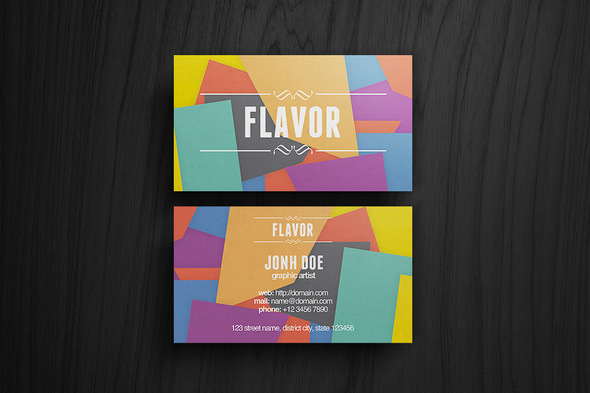 FLAVOR
FLAVOR
JONH DOE
graphic artist
web: http://domain.com
mail: name@domain.com
phone: +12 3456 7890
123 street name, district city, state 123456